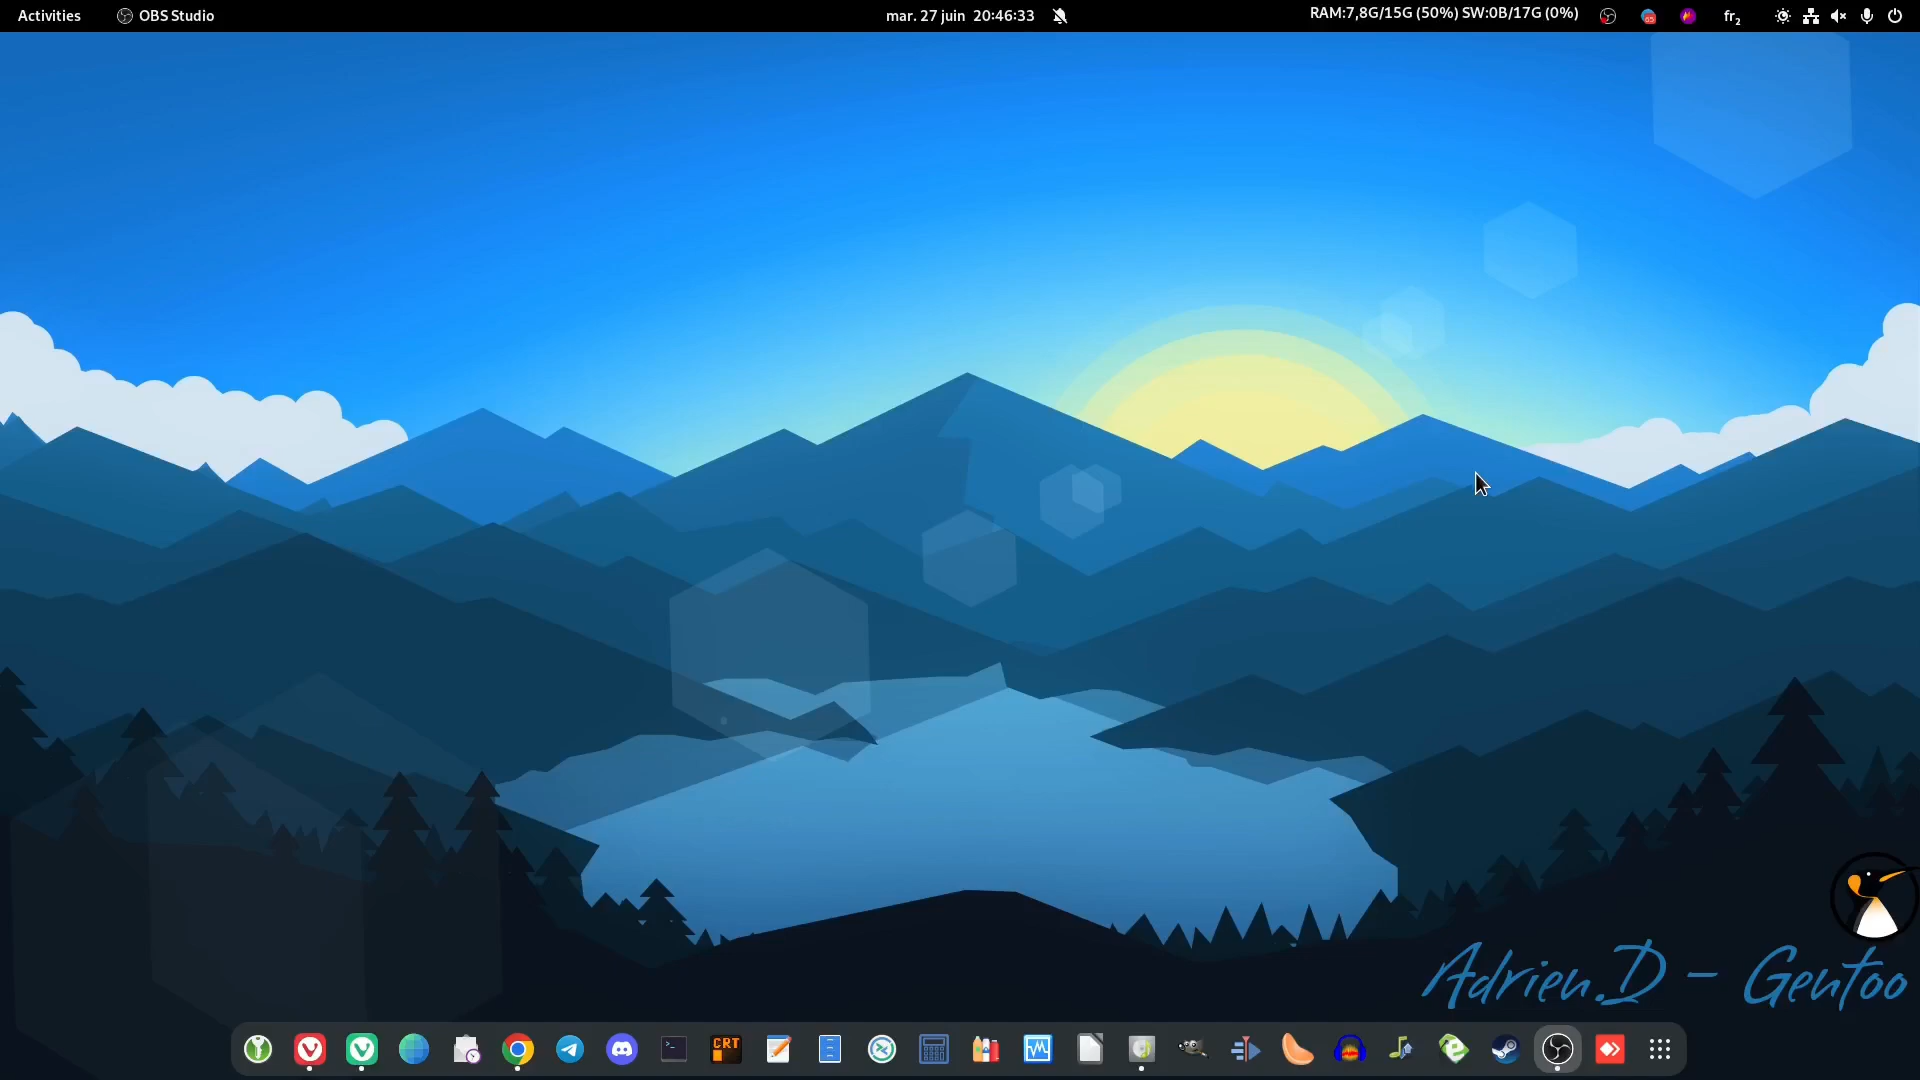 Activities OBS Studio mar. 27 juin 20:46:33 RAM:7,8G/15G (50%) SW:0B/17G (0%) 65 fr₂
Adrien.D - Gentoo
>_ CRT